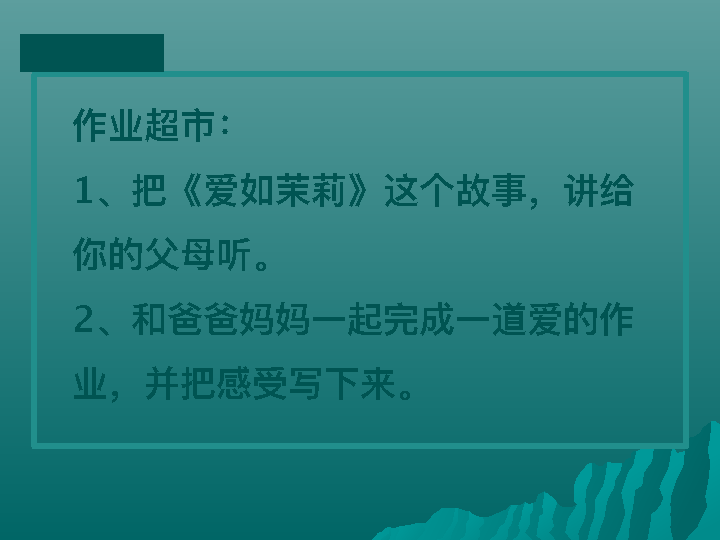 作业超市：
1、把《爱如茉莉》这个故事，讲给
你的父母听。
2、和爸爸妈妈一起完成一道爱的作
业，并把感受写下来。